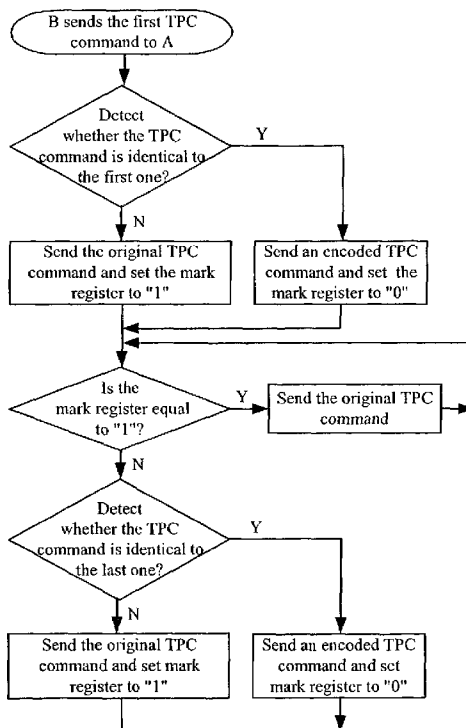 B sends the first TPC
command to A
Detect
whether the TPC
command is identical to
the first one?
Y
N
Send the original TPC
command and set the mark
register to "1"
Send an encoded TPC
command and set the
mark register to "0"
Is the
mark register equal
to "1"?
Y
Send the original TPC
command
N
Detect
whether the TPC
command is identical to
the last one?
Y
N
Send the original TPC
command and set mark
register to "1"
Send an encoded TPC
command and set
mark register to "0"